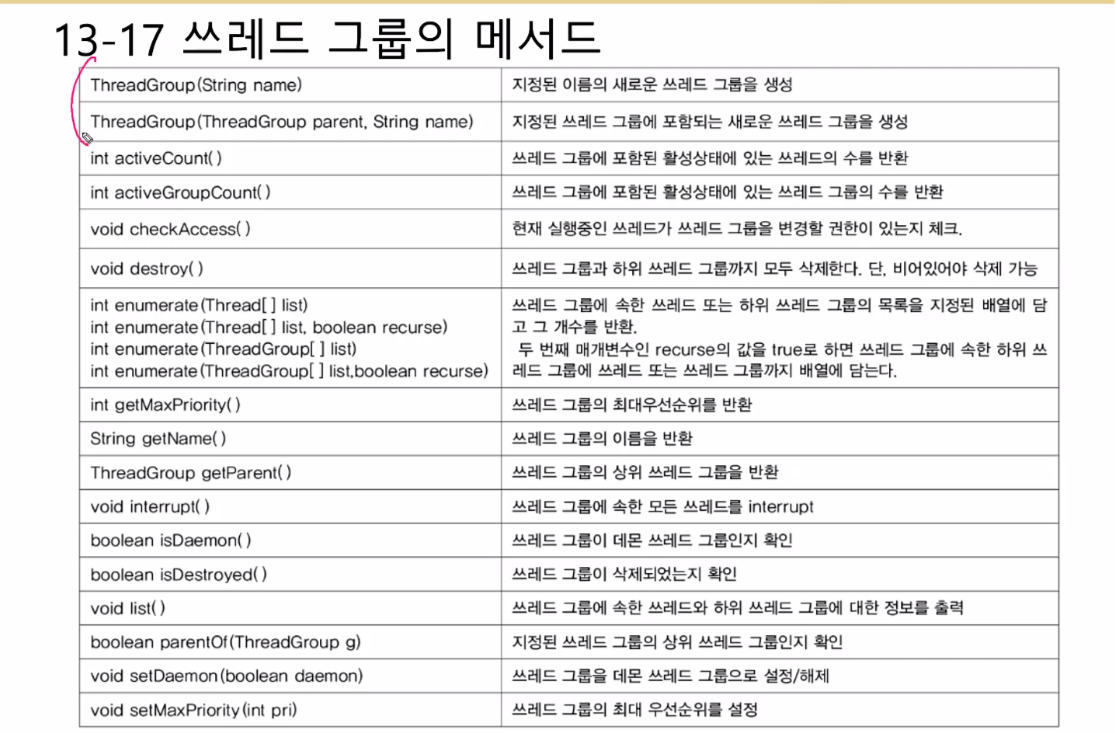 13-17 쓰레드 그룹의 메서드
ThreadGroup(String name)
지정된 이름의 새로운 쓰레드 그룹을 생성
ThreadGroup(ThreadGroup parent, String name)
지정된 쓰레드 그룹에 포함되는 새로운 쓰레드 그룹을 생성
int activeCount( )
쓰레드 그룹에 포함된 활성상태에 있는 쓰레드의 수를 반환
int activeGroupCount( )
쓰레드 그룹에 포함된 활성상태에 있는 쓰레드 그룹의 수를 반환
void checkAccess( )
현재 실행중인 쓰레드가 쓰레드 그룹을 변경할 권한이 있는지 체크.
void destroy( )
쓰레드 그룹과 하위 쓰레드 그룹까지 모두 삭제한다. 단, 비어있어야 삭제 가능
int enumerate(Thread[ ] list)
int enumerate(Thread[ ] list, boolean recurse)
int enumerate(ThreadGroup[ ] list)
int enumerate(ThreadGroup[ ] list,boolean recurse)
쓰레드 그룹에 속한 쓰레드 또는 하위 쓰레드 그룹의 목록을 지정된 배열에 담
고 그 개수를 반환.
두 번째 매개변수인 recurse의 값을 true로 하면 쓰레드 그룹에 속한 하위 쓰
레드 그룹에 쓰레드 또는 쓰레드 그룹까지 배열에 담는다.
int getMaxPriority( )
쓰레드 그룹의 최대우선순위를 반환
String getName( )
쓰레드 그룹의 이름을 반환
ThreadGroup getParent( )
쓰레드 그룹의 상위 쓰레드 그룹을 반환
void interrupt( )
쓰레드 그룹에 속한 모든 쓰레드를 interrupt
boolean isDaemon( )
쓰레드 그룹이 데몬 쓰레드 그룹인지 확인
boolean isDestroyed( )
쓰레드 그룹이 삭제되었는지 확인
void list( )
쓰레드 그룹에 속한 쓰레드와 하위 쓰레드 그룹에 대한 정보를 출력
boolean parentOf(ThreadGroup g)
지정된 쓰레드 그룹의 상위 쓰레드 그룹인지 확인
void setDaemon(boolean daemon)
쓰레드 그룹을 데몬 쓰레드 그룹으로 설정/해제
void setMaxPriority(int pri)
쓰레드 그룹의 최대 우선순위를 설정